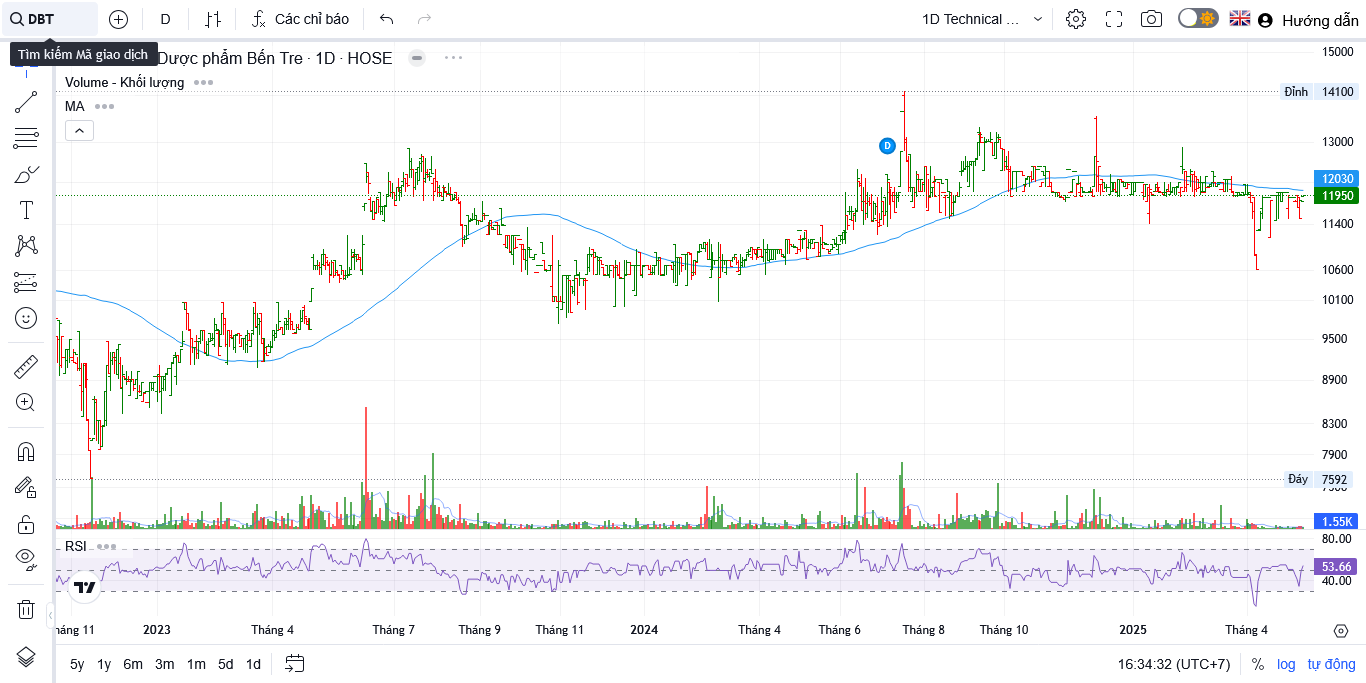 DBT
D
Các chỉ báo
1D Technical ...
Hướng dẫn
Tìm kiếm Mã giao dịch
Dược phẩm Bến Tre · 1D · HOSE
Volume - Khối lượng
MA
15000
Đỉnh 14100
13000
12030
11950
11400
10600
10100
9500
8900
8300
7900
Đáy 7592
1.55K
D
RSI
80.00
53.66
40.00
háng 11 2023 Tháng 4 Tháng 7 Tháng 9 Tháng 11 2024 Tháng 4 Tháng 6 Tháng 8 Tháng 10 2025 Tháng 4
5y 1y 6m 3m 1m 5d 1d
16:34:32 (UTC+7) % log tự động